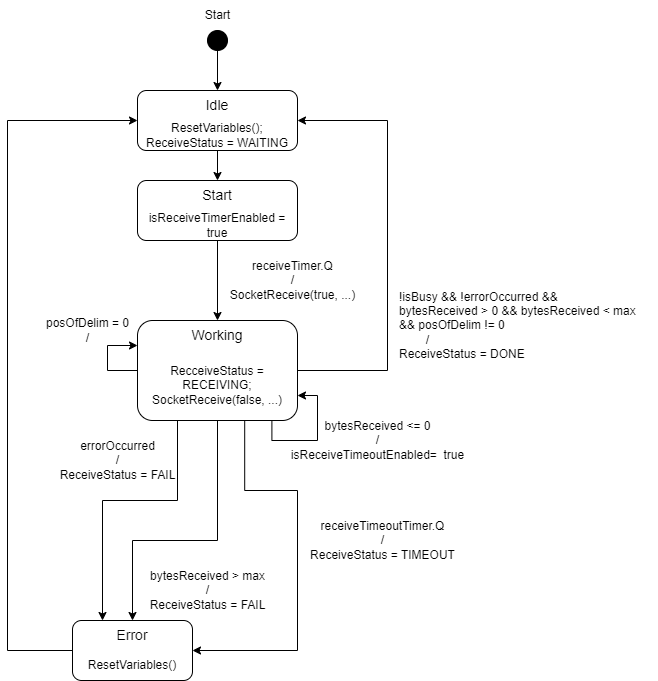 Start
Idle
ResetVariables();
ReceiveStatus = WAITING
Start
isReceiveTimerEnabled =
true
receiveTimer.Q
/
SocketReceive(true, ...)
!isBusy && !errorOccurred &&
bytesReceived > 0 && bytesReceived < max
&& posOfDelim != 0
/
ReceiveStatus = DONE
posOfDelim = 0
/
Working
RecceiveStatus =
RECEIVING;
SocketReceive(false, ...)
bytesReceived <= 0
/
isReceiveTimeoutEnabled= true
errorOccurred
/
ReceiveStatus = FAIL
receiveTimeoutTimer.Q
/
ReceiveStatus = TIMEOUT
bytesReceived > max
/
ReceiveStatus = FAIL
Error
ResetVariables()